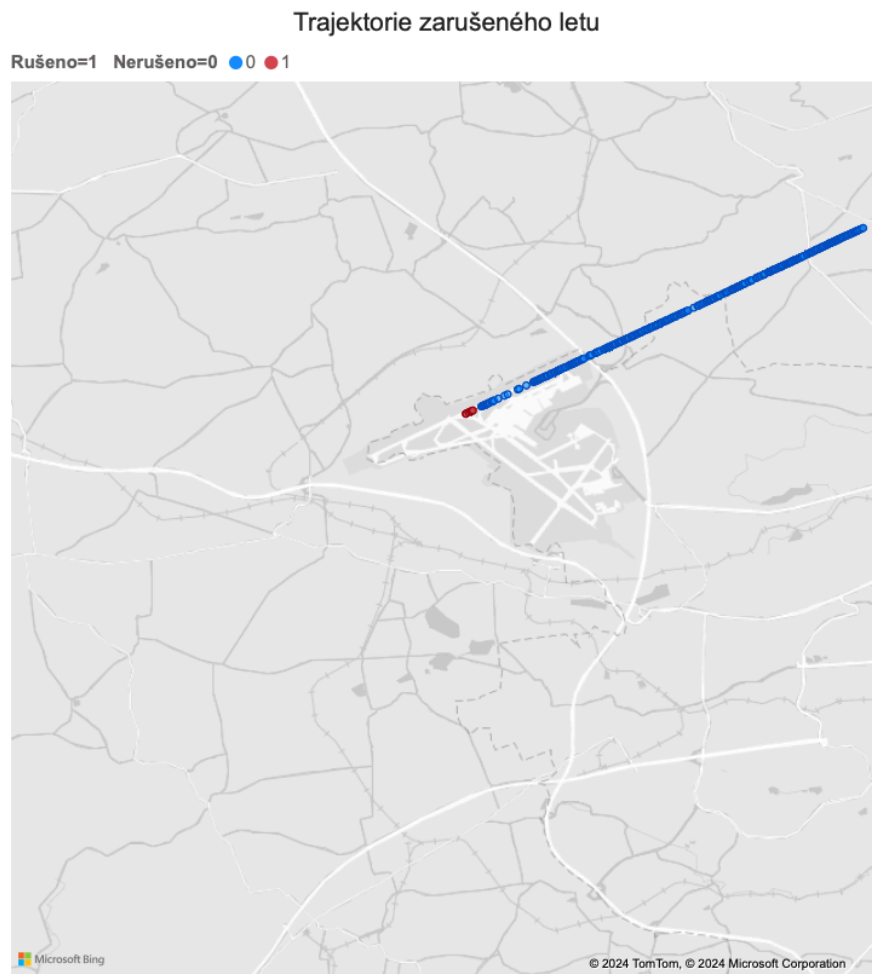 Trajektorie zarušeného letu
Rušeno=1 Nerušeno=0 0 1
Microsoft Bing
© 2024 TomTom, © 2024 Microsoft Corporation